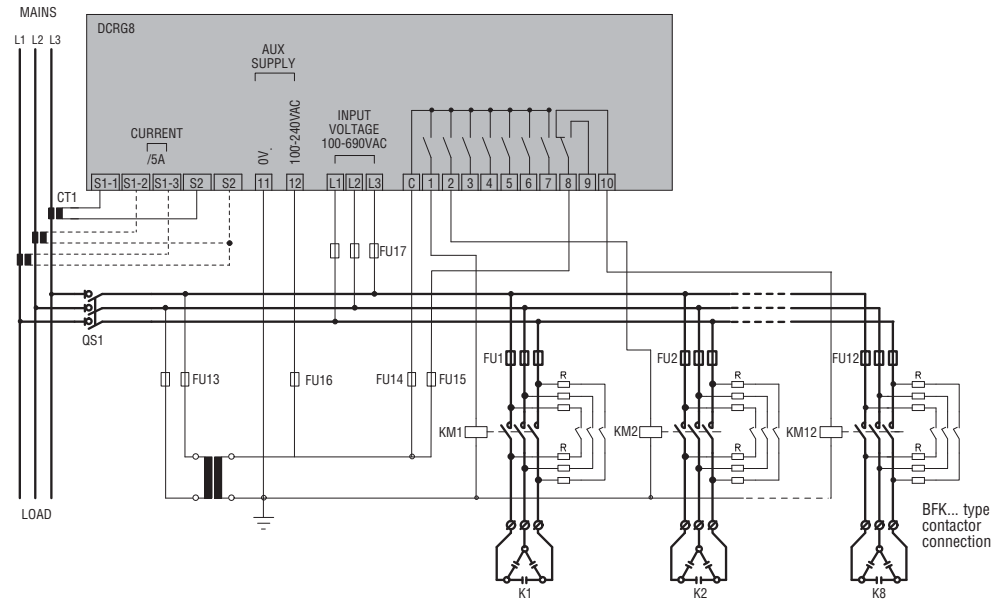 MAINS
L1 L2 L3
DCRG8
AUX
SUPPLY
0V.
100-240VAC
CURRENT
/5A
INPUT
VOLTAGE
100-690VAC
S1-1 S1-2 S1-3 S2 S2 11 12 L1 L2 L3 C 1 2 3 4 5 6 7 8 9 10
CT1
FU17
QS1
FU1 FU2 FU12
FU13 FU16 FU14 FU15
R R R
KM1 KM2 KM12
R R R
LOAD
BFK... type
contactor
connection
K1 K2 K8